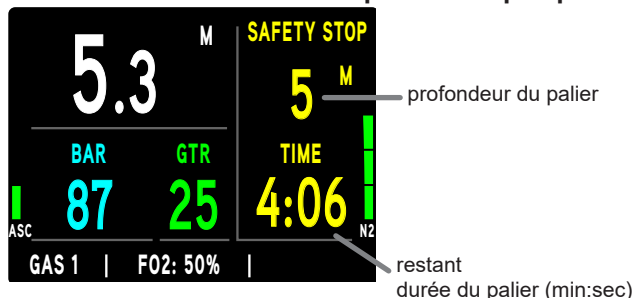 M
5.3
SAFETY STOP
5 M
profondeur du palier
BAR
GTR
TIME
87
25
4:06
ASC
N2
GAS 1 | FO2: 50% |
restant
durée du palier (min:sec)